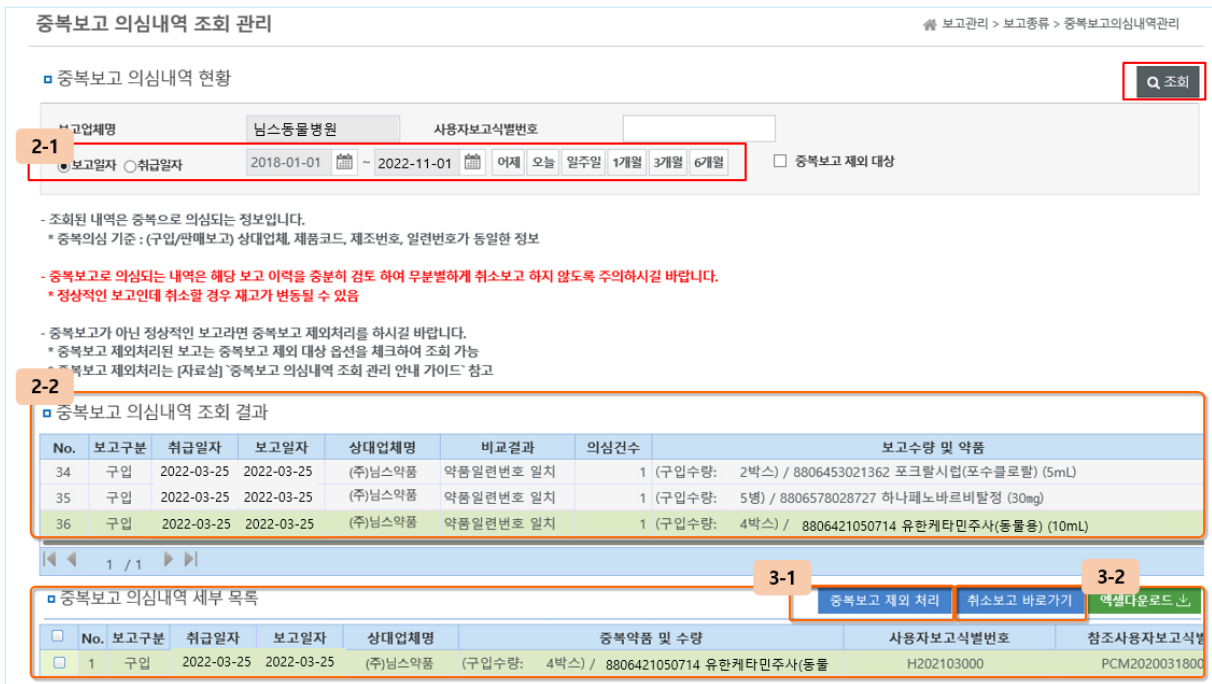 중복보고 의심내역 조회 관리
보고관리 > 보고종류 > 중복보고의심내역관리
중복보고 의심내역 현황
조회
보고업체명 님스동물병원 사용자보고식별번호
2-1
보고일자 취급일자 2018-01-01 ~ 2022-11-01 어제 오늘 일주일 1개월 3개월 6개월 중복보고 제외 대상
- 조회된 내역은 중복으로 의심되는 정보입니다.
* 중복의심 기준 : (구입/판매보고) 상대업체, 제품코드, 제조번호, 일련번호가 동일한 정보
- 중복보고로 의심되는 내역은 해당 보고 이력을 충분히 검토 하여 무분별하게 취소보고 하지 않도록 주의하시길 바랍니다.
* 정상적인 보고인데 취소할 경우 재고가 변동될 수 있음
- 중복보고가 아닌 정상적인 보고라면 중복보고 제외처리를 하시길 바랍니다.
* 중복보고 제외처리된 보고는 중복보고 제외 대상 옵션을 체크하여 조회 가능
* 중복보고 제외처리는 [자료실] `중복보고 의심내역 조회 관리 안내 가이드` 참고
2-2
중복보고 의심내역 조회 결과
No. 보고구분 취급일자 보고일자 상대업체명 비교결과 의심건수 보고수량 및 약품
34 구입 2022-03-25 2022-03-25 (주)님스약품 약품일련번호 일치 1 (구입수량: 2박스) / 8806453021362 포크랄시럽(포수클로랄) (5mL)
35 구입 2022-03-25 2022-03-25 (주)님스약품 약품일련번호 일치 1 (구입수량: 5병) / 8806578028727 하나페노바르비탈정 (30mg)
36 구입 2022-03-25 2022-03-25 (주)님스약품 약품일련번호 일치 1 (구입수량: 4박스) / 8806421050714 유한케타민주사(동물용) (10mL)
1 / 1
3-1 3-2
중복보고 의심내역 세부 목록 중복보고 제외 처리 취소보고 바로가기 엑셀다운로드
No. 보고구분 취급일자 보고일자 상대업체명 중복약품 및 수량 사용자보고식별번호 참조사용자보고식별
1 구입 2022-03-25 2022-03-25 (주)님스약품 (구입수량: 4박스) / 8806421050714 유한케타민주사(동물 H202103000 PCM2020031800